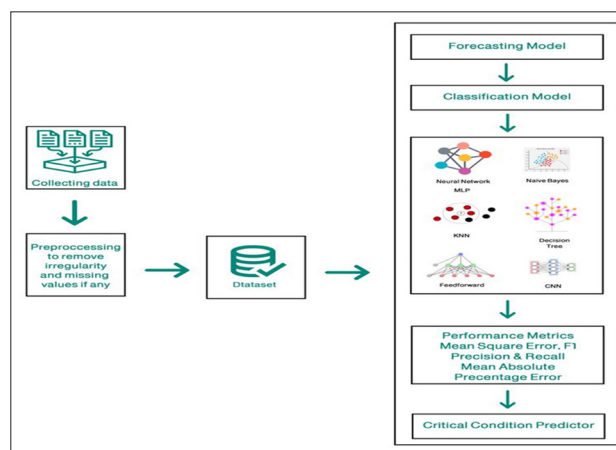 Collecting data
Preproccessing
to remove
irregularity
and missing
values if any
Dtataset
Forecasting Model
Classification Model
Neural Network
MLP
Naive Bayes
KNN
Decision
Tree
Feedforward
CNN
Performance Metrics
Mean Square Error, F1
Precision & Recall
Mean Absolute
Precentage Error
Critical Condition Predictor